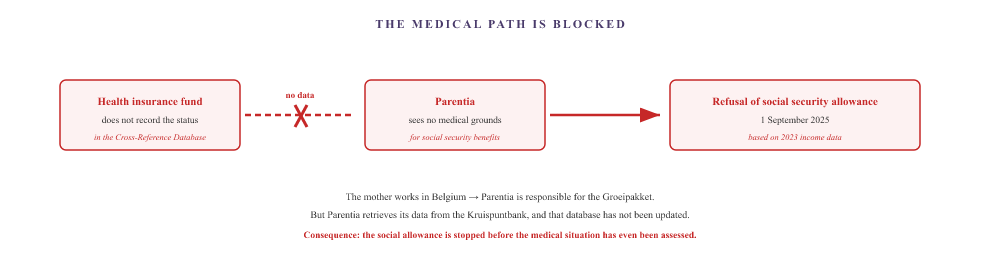 THE MEDICAL PATH IS BLOCKED
Health insurance fund
does not record the status
in the Cross-Reference Database
no data
Parentia
sees no medical grounds
for social security benefits
Refusal of social security allowance
1 September 2025
based on 2023 income data
The mother works in Belgium → Parentia is responsible for the Groeipakket.
But Parentia retrieves its data from the Kruispuntbank, and that database has not been updated.
Consequence: the social allowance is stopped before the medical situation has even been assessed.